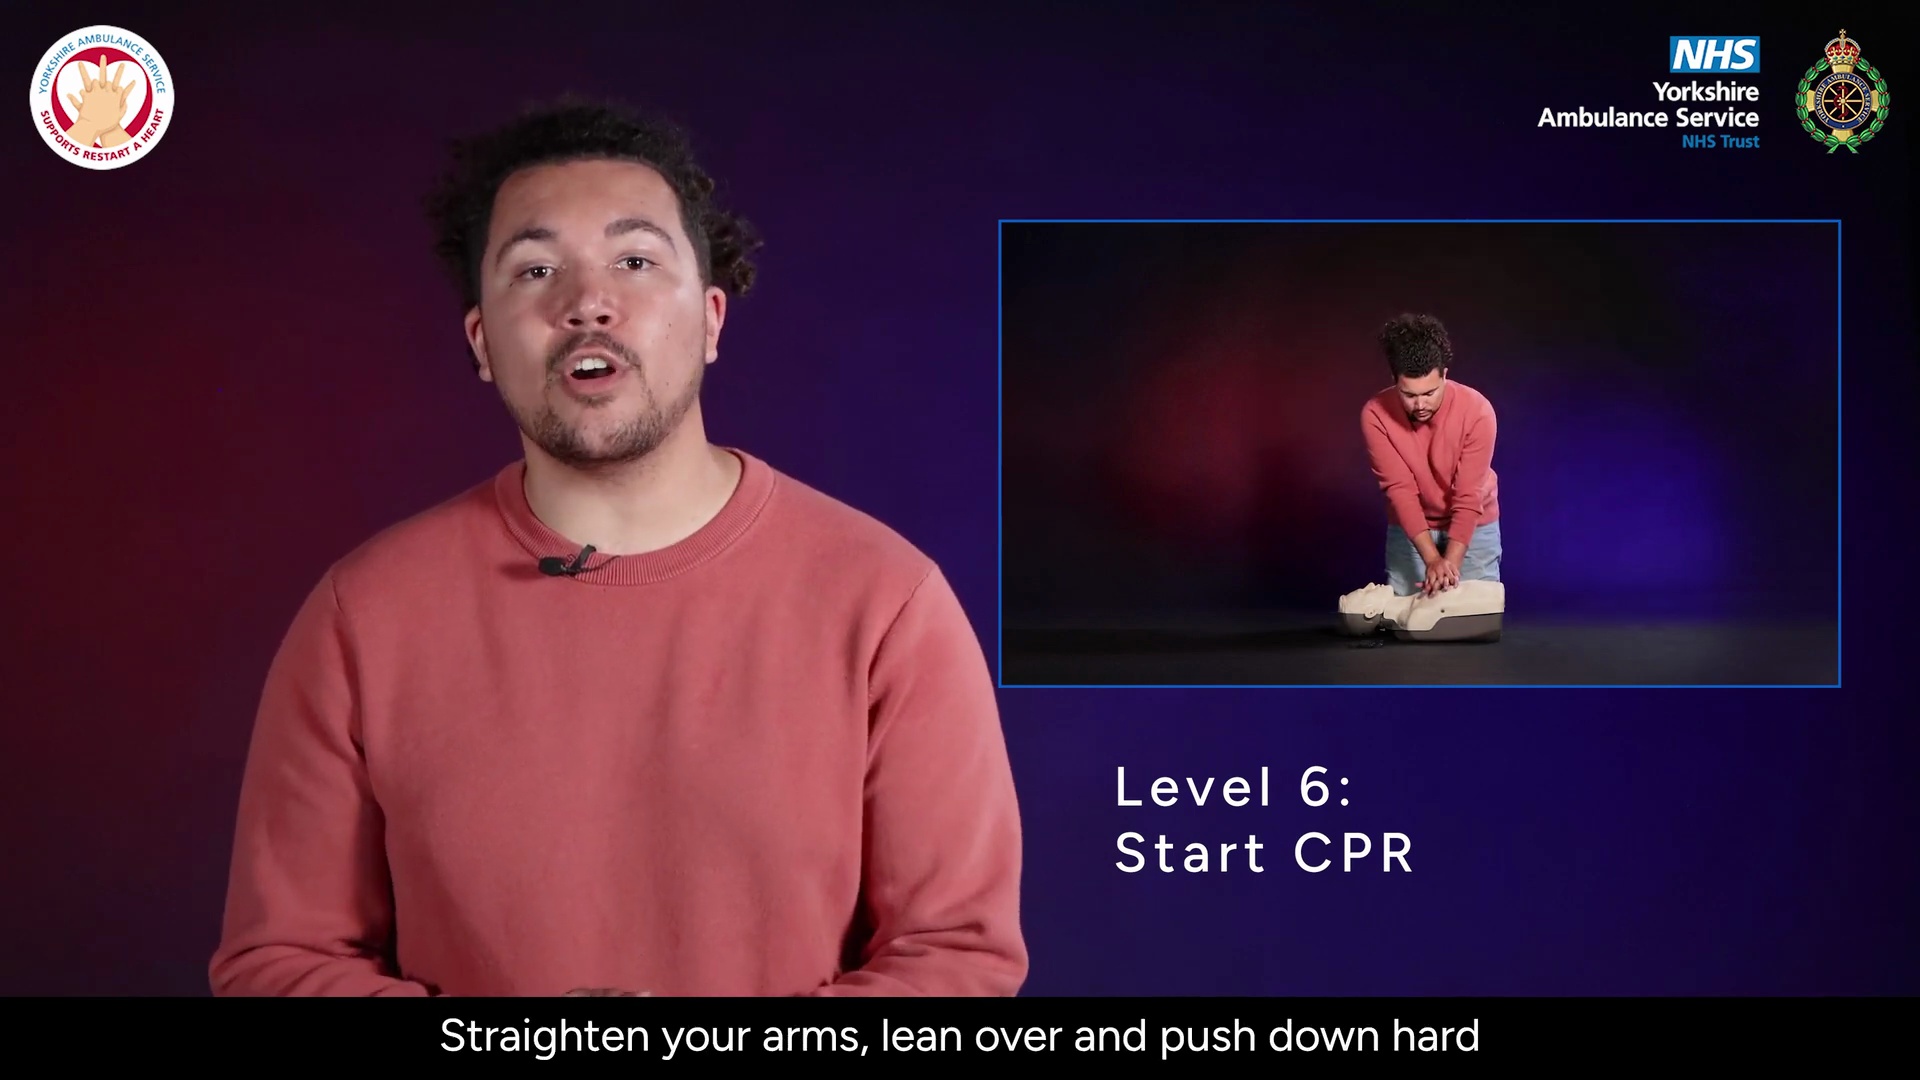 YORKSHIRE AMBULANCE SERVICE
SUPPORTS RESTART A HEART
NHS
Yorkshire
Ambulance Service
NHS Trust
Level 6:
Start CPR
Straighten your arms, lean over and push down hard